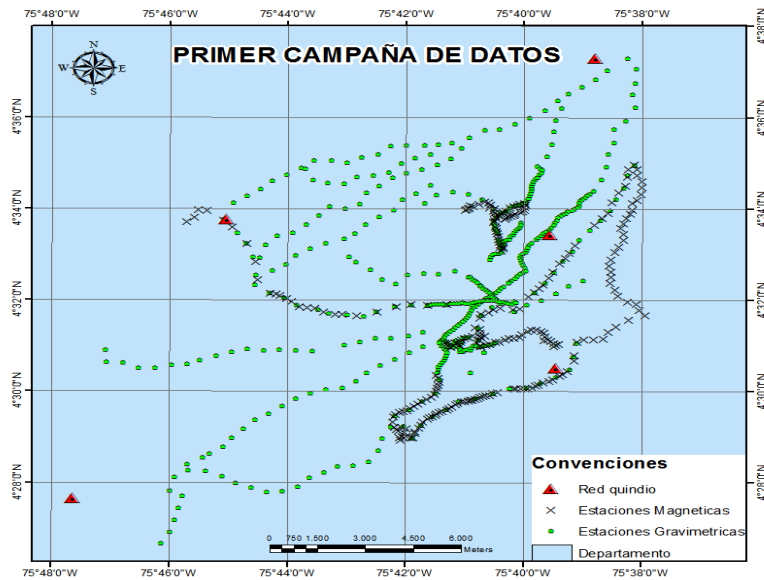 75°48'0"W 75°46'0"W 75°44'0"W 75°42'0"W 75°40'0"W 75°38'0"W
4°38'0"N
PRIMER CAMPAÑA DE DATOS
N
W E
S
4°36'0"N 4°36'0"N
4°34'0"N 4°34'0"N
4°32'0"N 4°32'0"N
4°30'0"N 4°30'0"N
4°28'0"N 4°28'0"N
Convenciones
Red quindio
Estaciones Magneticas
Estaciones Gravimetricas
Departamento
0 750 1.500 3.000 4.500 6.000
Meters
75°48'0"W 75°46'0"W 75°44'0"W 75°42'0"W 75°40'0"W 75°38'0"W